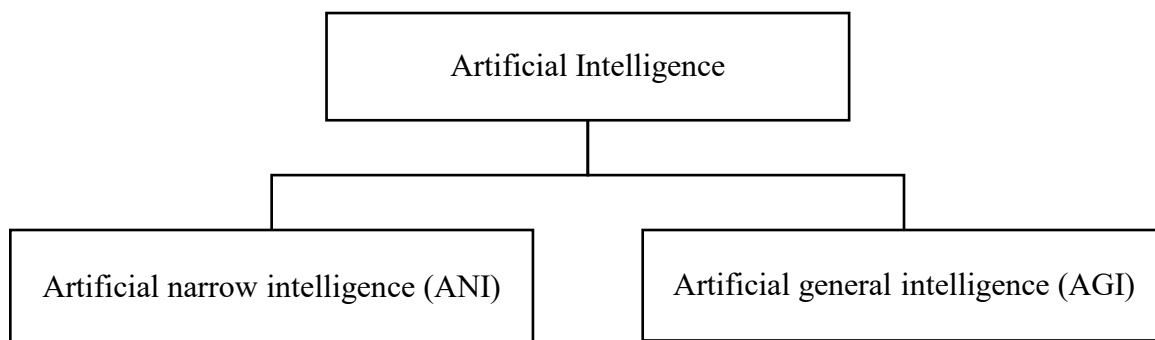 Artificial Intelligence
Artificial narrow intelligence (ANI)
Artificial general intelligence (AGI)